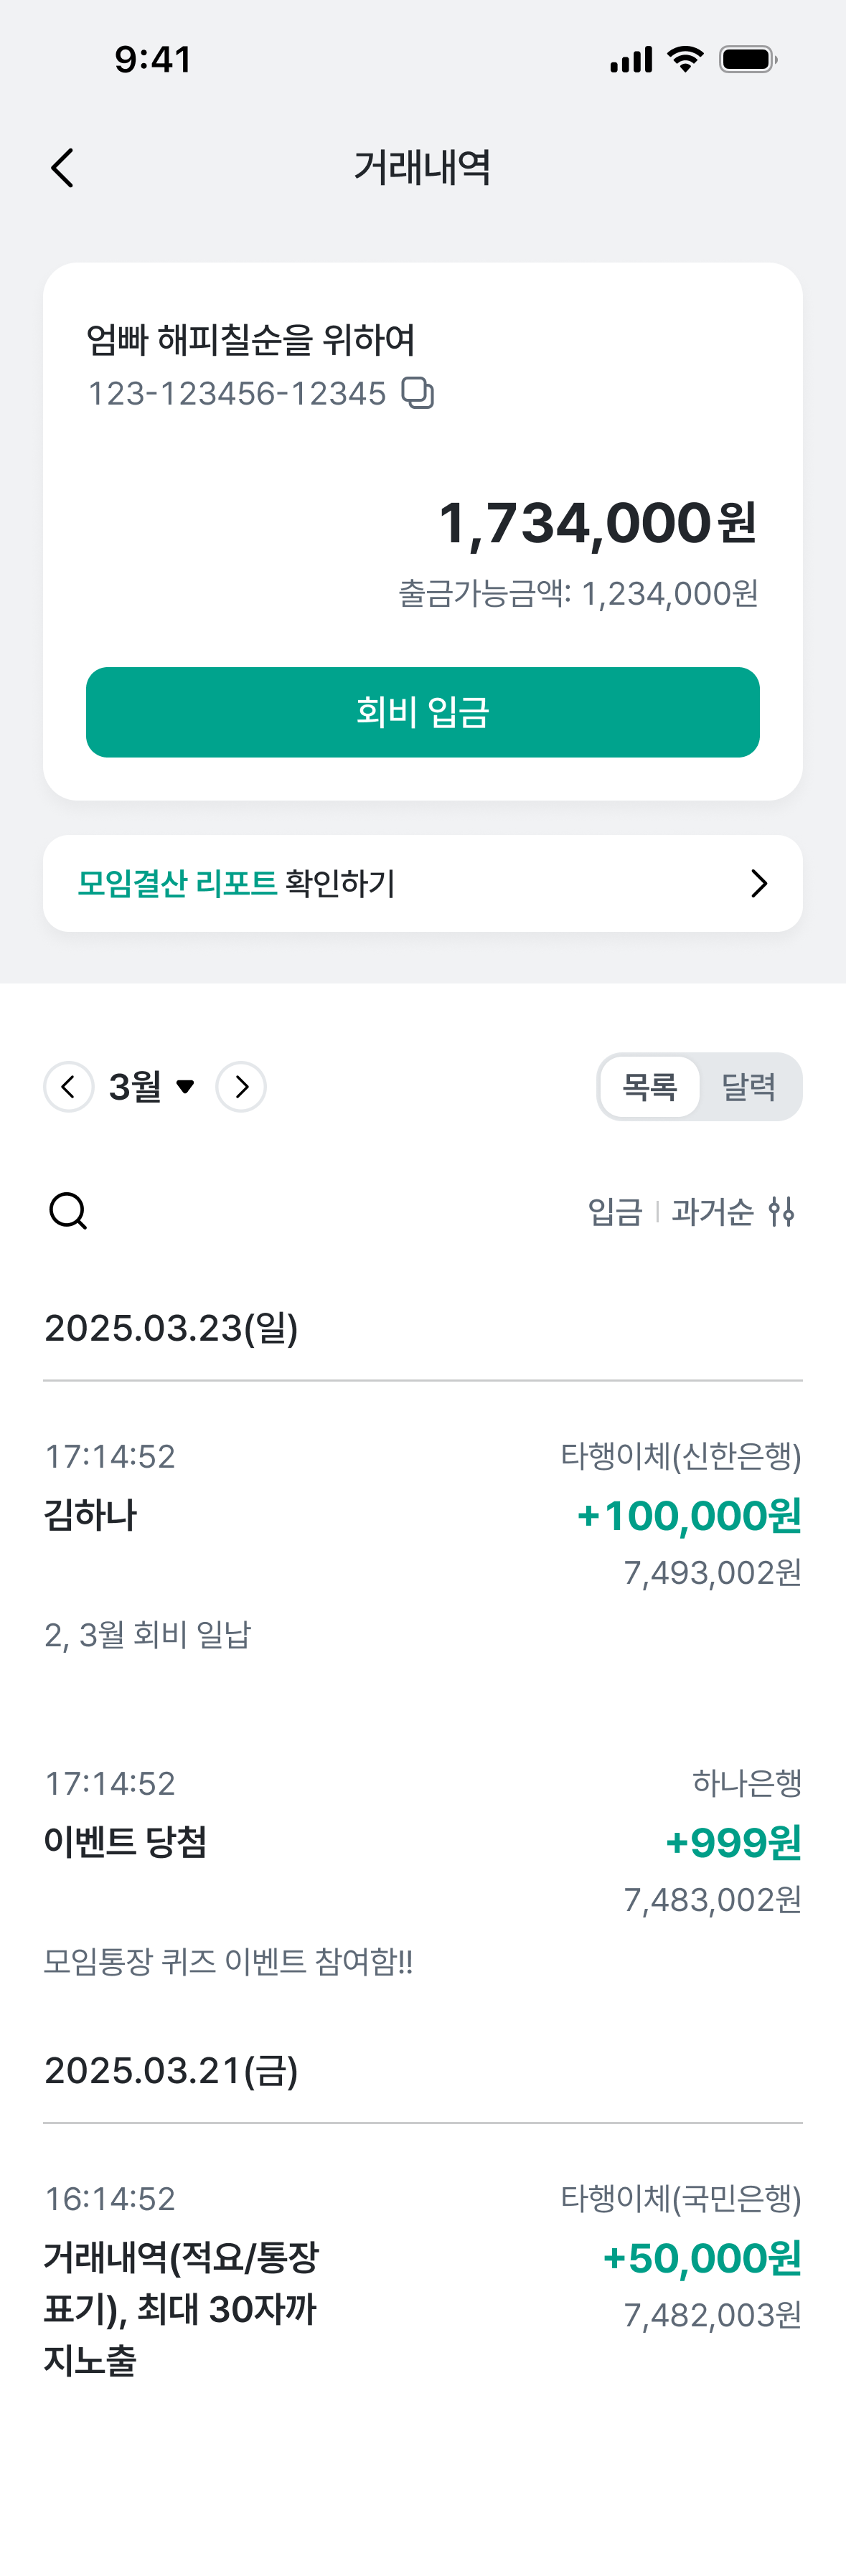 9:41
거래내역
엄빠 해피칠순을 위하여
123-123456-12345
1,734,000원
출금가능금액: 1,234,000원
회비 입금
모임결산 리포트 확인하기
3월
목록 달력
입금 과거순
2025.03.23(일)
17:14:52 타행이체(신한은행)
김하나 +100,000원
7,493,002원
2, 3월 회비 일납
17:14:52 하나은행
이벤트 당첨 +999원
7,483,002원
모임통장 퀴즈 이벤트 참여함!!
2025.03.21(금)
16:14:52 타행이체(국민은행)
거래내역(적요/통장 +50,000원
표기), 최대 30자까 7,482,003원
지노출